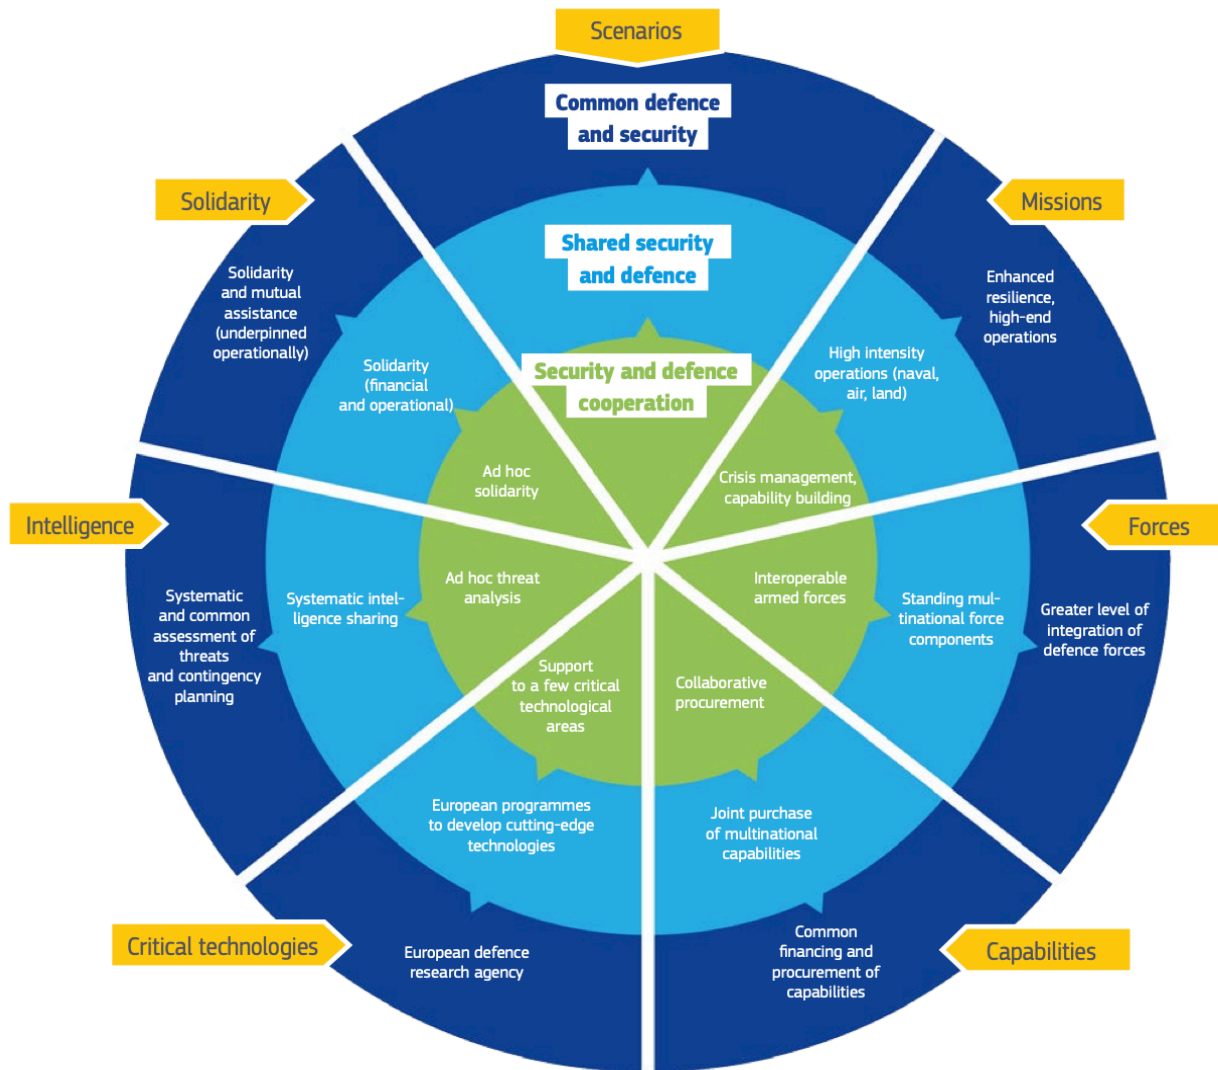 Scenarios
Common defence
and security
Shared security
and defence
Security and defence
cooperation
Missions
Enhanced
resilience,
high-end
operations
High intensity
operations (naval,
air, land)
Crisis management,
capability building
Forces
Greater level of
integration of
defence forces
Standing mul-
tinational force
components
Interoperable
armed forces
Capabilities
Common
financing and
procurement of
capabilities
Joint purchase
of multinational
capabilities
Collaborative
procurement
Critical technologies
European defence
research agency
European programmes
to develop cutting-edge
technologies
Support
to a few critical
technological
areas
Intelligence
Systematic
and common
assessment of
threats
and contingency
planning
Systematic intel-
ligence sharing
Ad hoc threat
analysis
Solidarity
Solidarity
and mutual
assistance
(underpinned
operationally)
Solidarity
(financial
and operational)
Ad hoc
solidarity